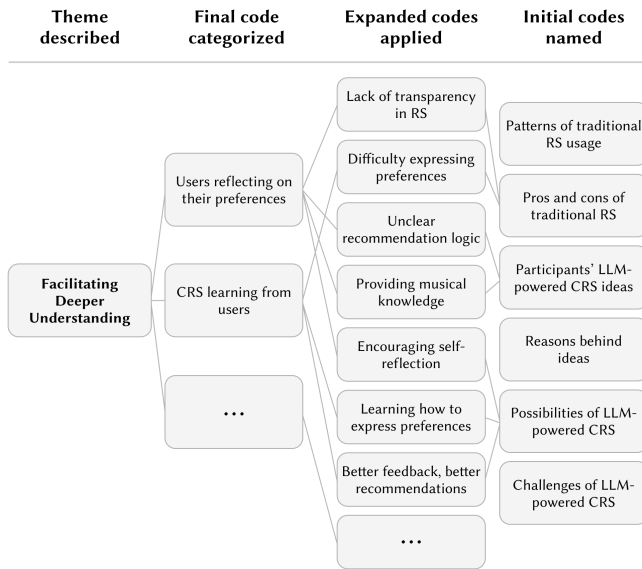 Theme
described
Final code
categorized
Expanded codes
applied
Initial codes
named
Facilitating
Deeper
Understanding
Users reflecting on
their preferences
CRS learning from
users
...
Lack of transparency
in RS
Difficulty expressing
preferences
Unclear
recommendation logic
Providing musical
knowledge
Encouraging self-
reflection
Learning how to
express preferences
Better feedback, better
recommendations
...
Patterns of traditional
RS usage
Pros and cons of
traditional RS
Participants’ LLM-
powered CRS ideas
Reasons behind
ideas
Possibilities of LLM-
powered CRS
Challenges of LLM-
powered CRS